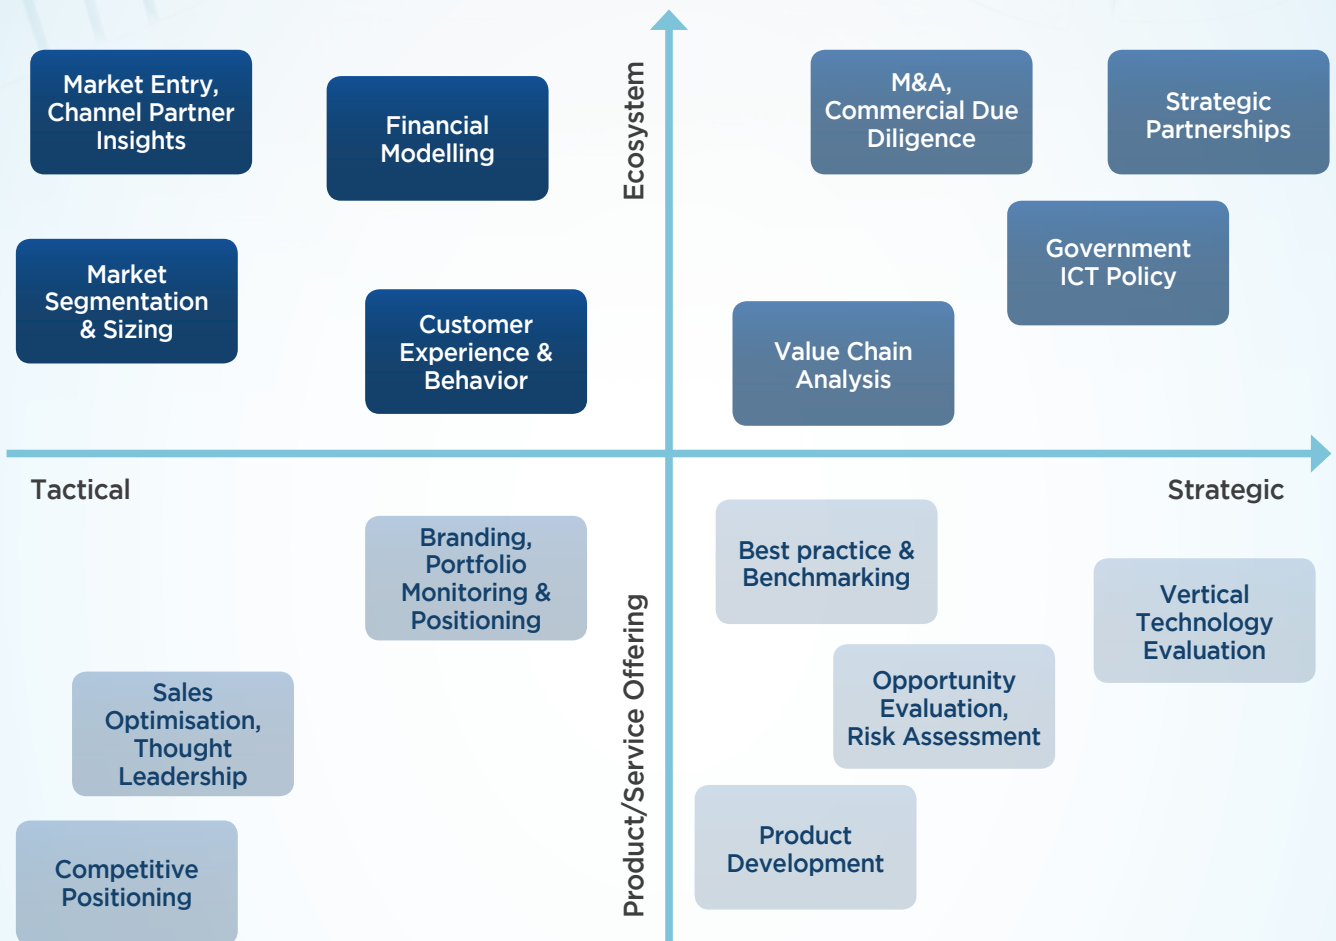 Market Entry,
Channel Partner
Insights
Financial
Modelling
Ecosystem
M&A,
Commercial Due
Diligence
Strategic
Partnerships
Market
Segmentation
& Sizing
Customer
Experience &
Behavior
Government
ICT Policy
Value Chain
Analysis
Tactical
Strategic
Branding,
Portfolio
Monitoring &
Positioning
Sales
Optimisation,
Thought
Leadership
Competitive
Positioning
Product/Service Offering
Best practice &
Benchmarking
Vertical
Technology
Evaluation
Opportunity
Evaluation,
Risk Assessment
Product
Development